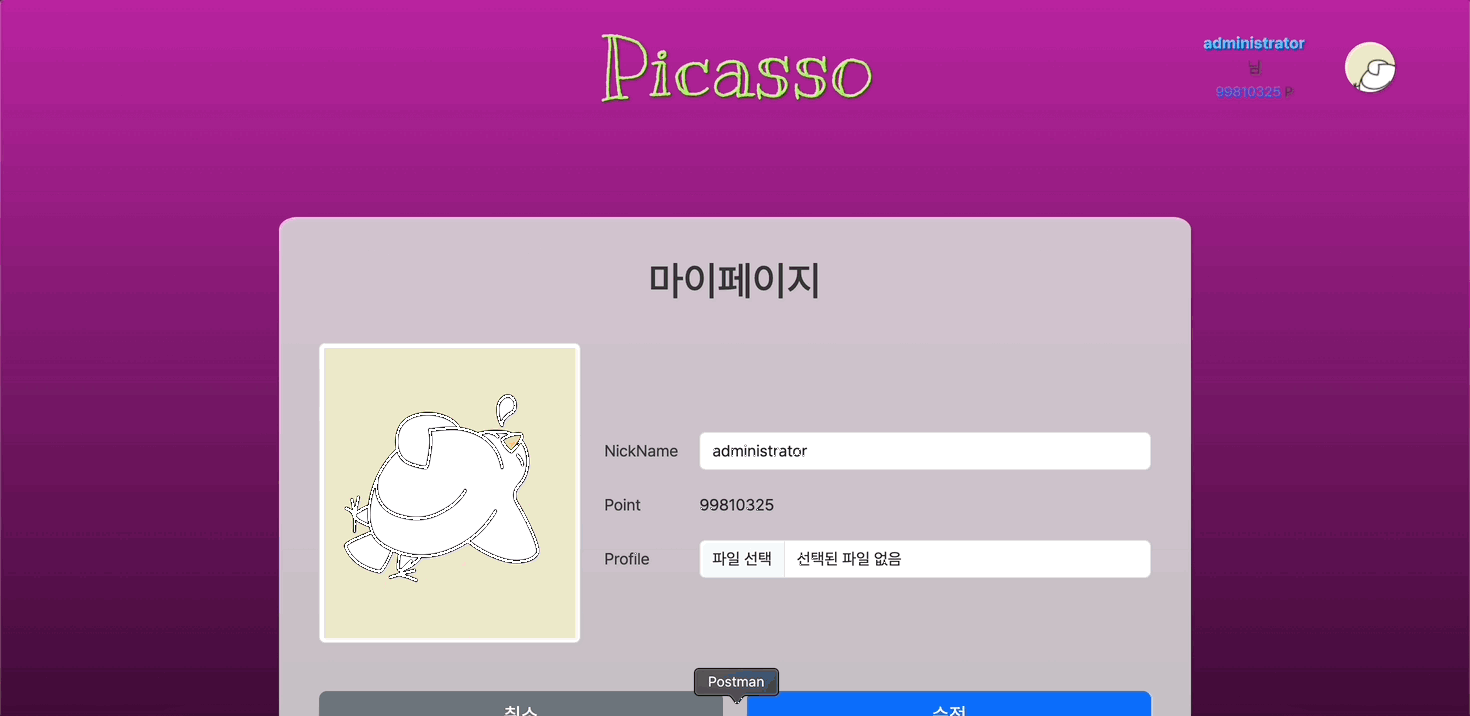 Picasso
administrator
님
99810325 P
마이페이지
NickName
administrator
Point
99810325
Profile
파일 선택
선택된 파일 없음
Postman
취소
수정